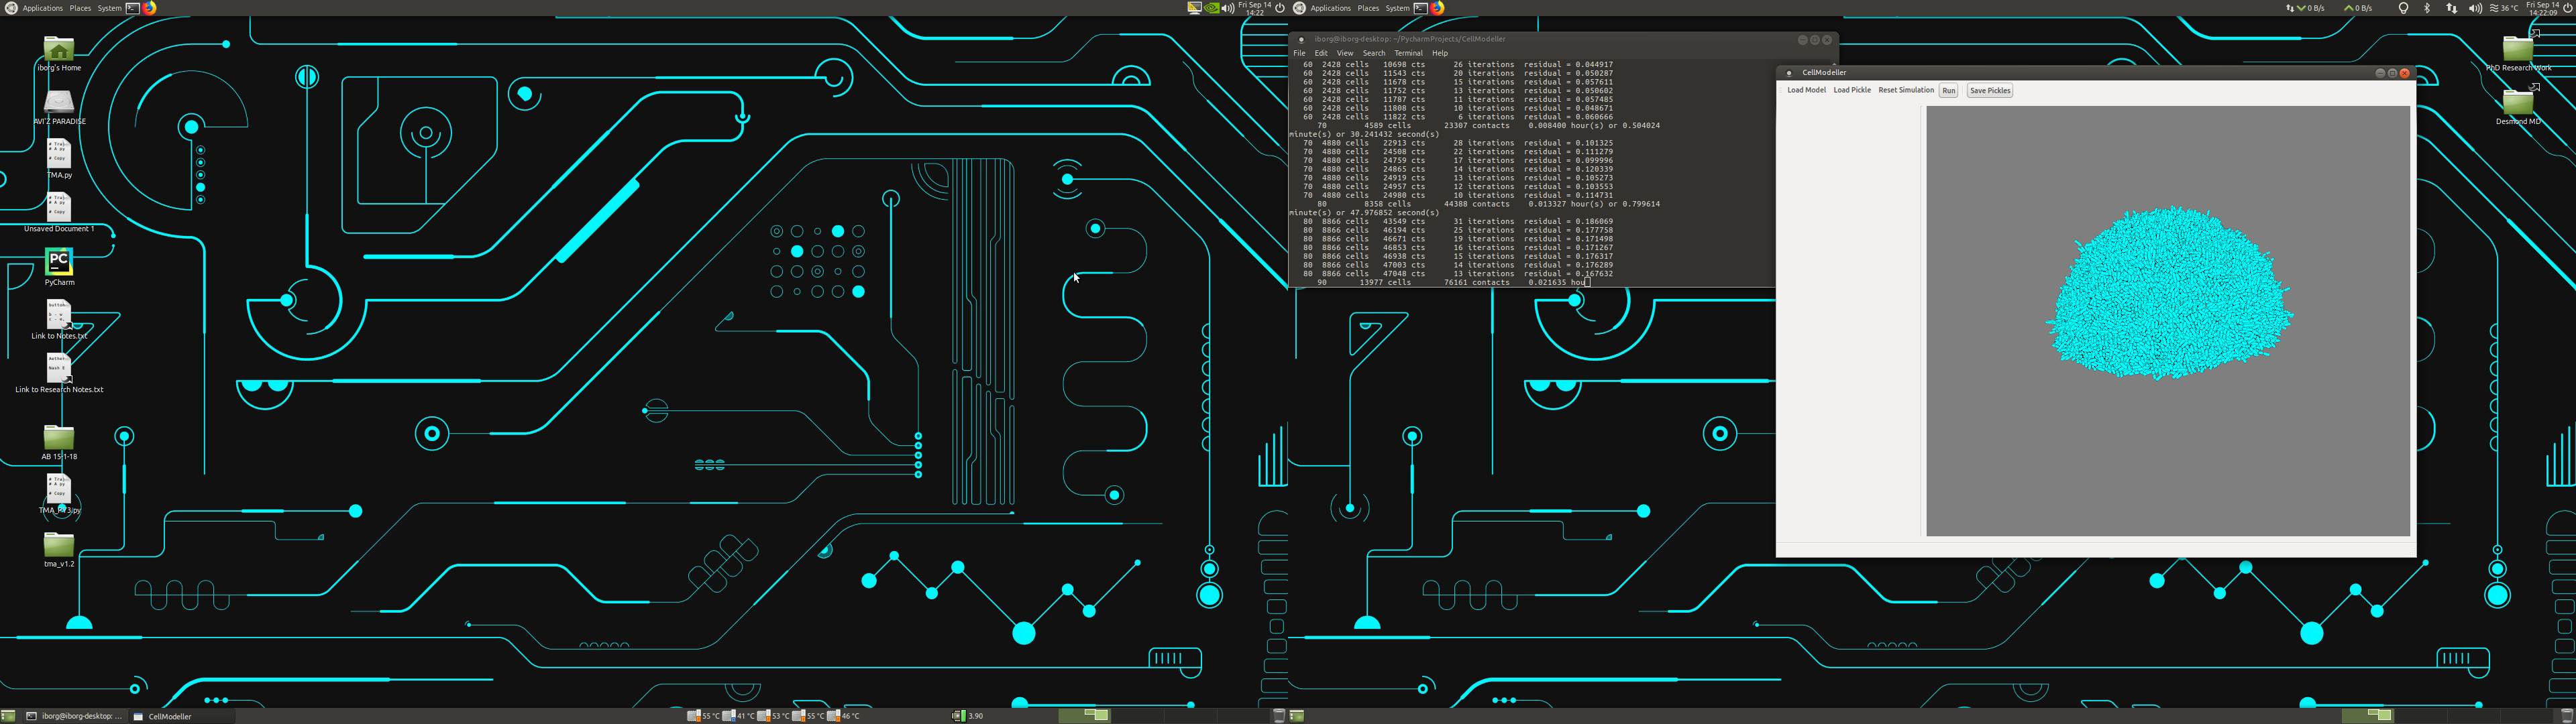 Applications Places System
Fri Sep 14
14:22
Applications Places System
0 B/s
0 B/s
36 °C
Fri Sep 14
14:22:09
iborg's Home
AVI'Z PARADISE
TMA.py
Unsaved Document 1
PC
PyCharm
Link to Notes.txt
Link to Research Notes.txt
AB 15-1-18
tma_v1.2
PhD Research Work
Desmond MD
iborg@iborg-desktop: ~/PycharmProjects/CellModeller
File Edit View Search Terminal Help
60 2428 cells 10698 cts 26 iterations residual = 0.044917
60 2428 cells 11543 cts 20 iterations residual = 0.050287
60 2428 cells 11678 cts 15 iterations residual = 0.057611
60 2428 cells 11752 cts 13 iterations residual = 0.050602
60 2428 cells 11787 cts 11 iterations residual = 0.057485
60 2428 cells 11808 cts 10 iterations residual = 0.048671
60 2428 cells 11822 cts 6 iterations residual = 0.060666
70 4589 cells 23307 contacts 0.008400 hour(s) or 0.504024
minute(s) or 30.241432 second(s)
70 4880 cells 22913 cts 28 iterations residual = 0.101325
70 4880 cells 24508 cts 22 iterations residual = 0.111279
70 4880 cells 24759 cts 17 iterations residual = 0.099996
70 4880 cells 24865 cts 14 iterations residual = 0.120339
70 4880 cells 24919 cts 13 iterations residual = 0.105273
70 4880 cells 24957 cts 12 iterations residual = 0.103553
70 4880 cells 24980 cts 10 iterations residual = 0.114731
80 8358 cells 44388 contacts 0.013327 hour(s) or 0.799614
minute(s) or 47.976852 second(s)
80 8866 cells 43549 cts 31 iterations residual = 0.186069
80 8866 cells 46194 cts 25 iterations residual = 0.177758
80 8866 cells 46671 cts 19 iterations residual = 0.171498
80 8866 cells 46853 cts 16 iterations residual = 0.171267
80 8866 cells 46938 cts 15 iterations residual = 0.176317
80 8866 cells 47003 cts 14 iterations residual = 0.176289
80 8866 cells 47048 cts 13 iterations residual = 0.167632
90 13977 cells 76161 contacts 0.021635 hou
CellModeller
Load Model Load Pickle Reset Simulation Run Save Pickles
iborg@iborg-desktop: ...
CellModeller
55 °C 41 °C 53 °C 55 °C 46 °C
3.90